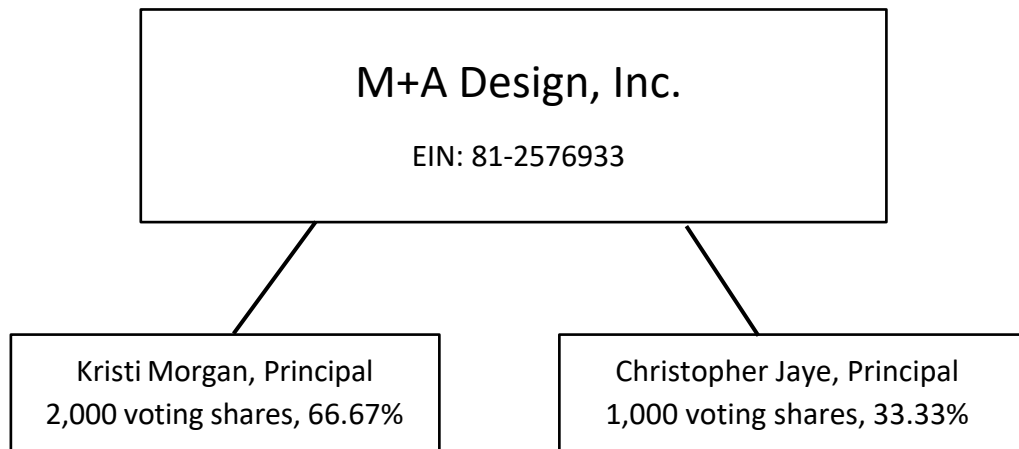 M+A Design, Inc.
EIN: 81-2576933
Kristi Morgan, Principal
2,000 voting shares, 66.67%
Christopher Jaye, Principal
1,000 voting shares, 33.33%